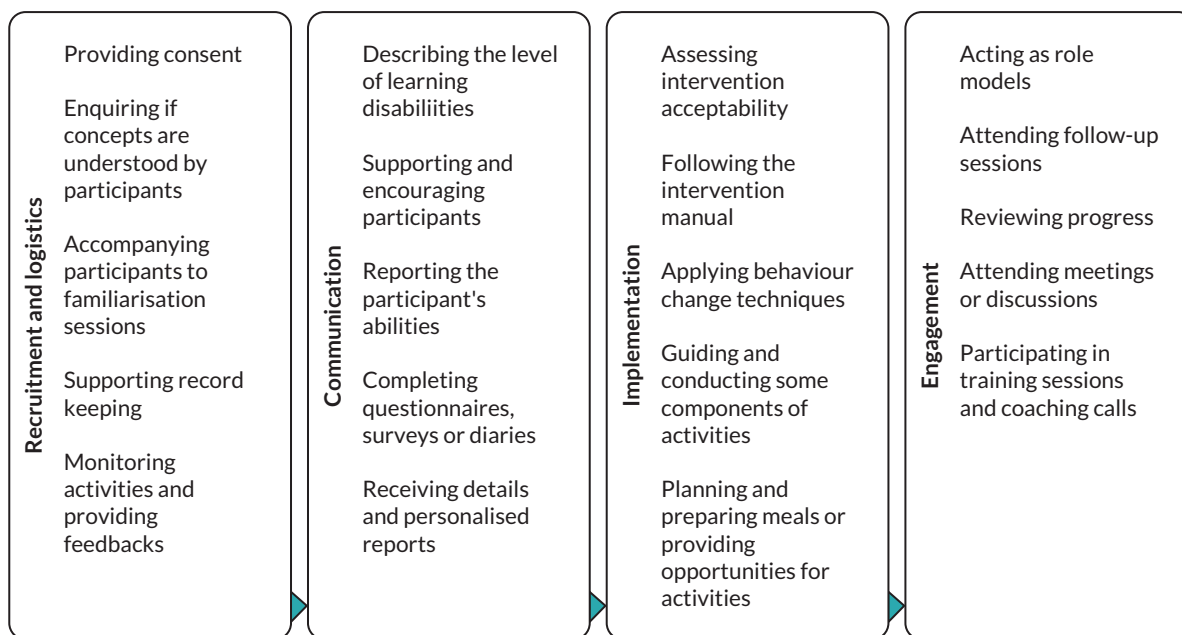 Recruitment and logistics
Providing consent
Enquiring if
concepts are
understood by
participants
Accompanying
participants to
familiarisation
sessions
Supporting record
keeping
Monitoring
activities and
providing
feedbacks
Communication
Describing the level
of learning
disabiliities
Supporting and
encouraging
participants
Reporting the
participant's
abilities
Completing
questionnaires,
surveys or diaries
Receiving details
and personalised
reports
Implementation
Assessing
intervention
acceptability
Following the
intervention
manual
Applying behaviour
change techniques
Guiding and
conducting some
components of
activities
Planning and
preparing meals or
providing
opportunities for
activities
Engagement
Acting as role
models
Attending follow-up
sessions
Reviewing progress
Attending meetings
or discussions
Participating in
training sessions
and coaching calls